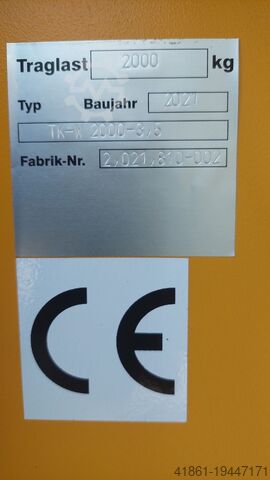 Traglast 2000 kg
Typ Baujahr 2021
TK-W 2000-3,5
Fabrik-Nr. 2,021,810-002
CE
41861-19447171